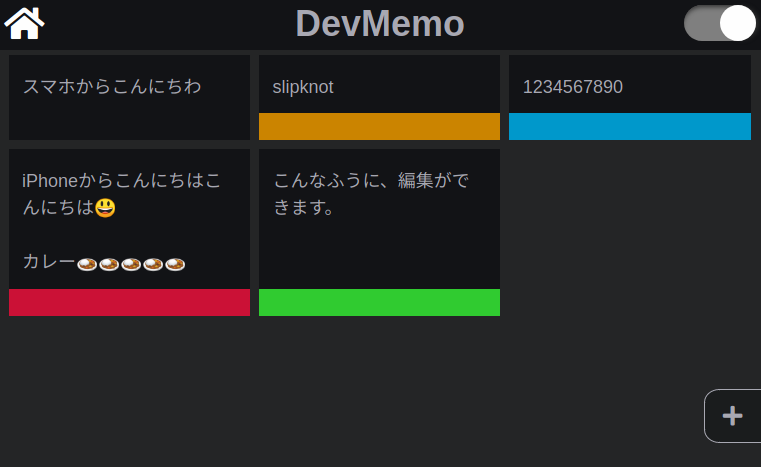 DevMemo
スマホからこんにちわ
slipknot
1234567890
iPhoneからこんにちはこ
んにちは😃
カレー🍛🍛🍛🍛🍛
こんなふうに、編集がで
きます。